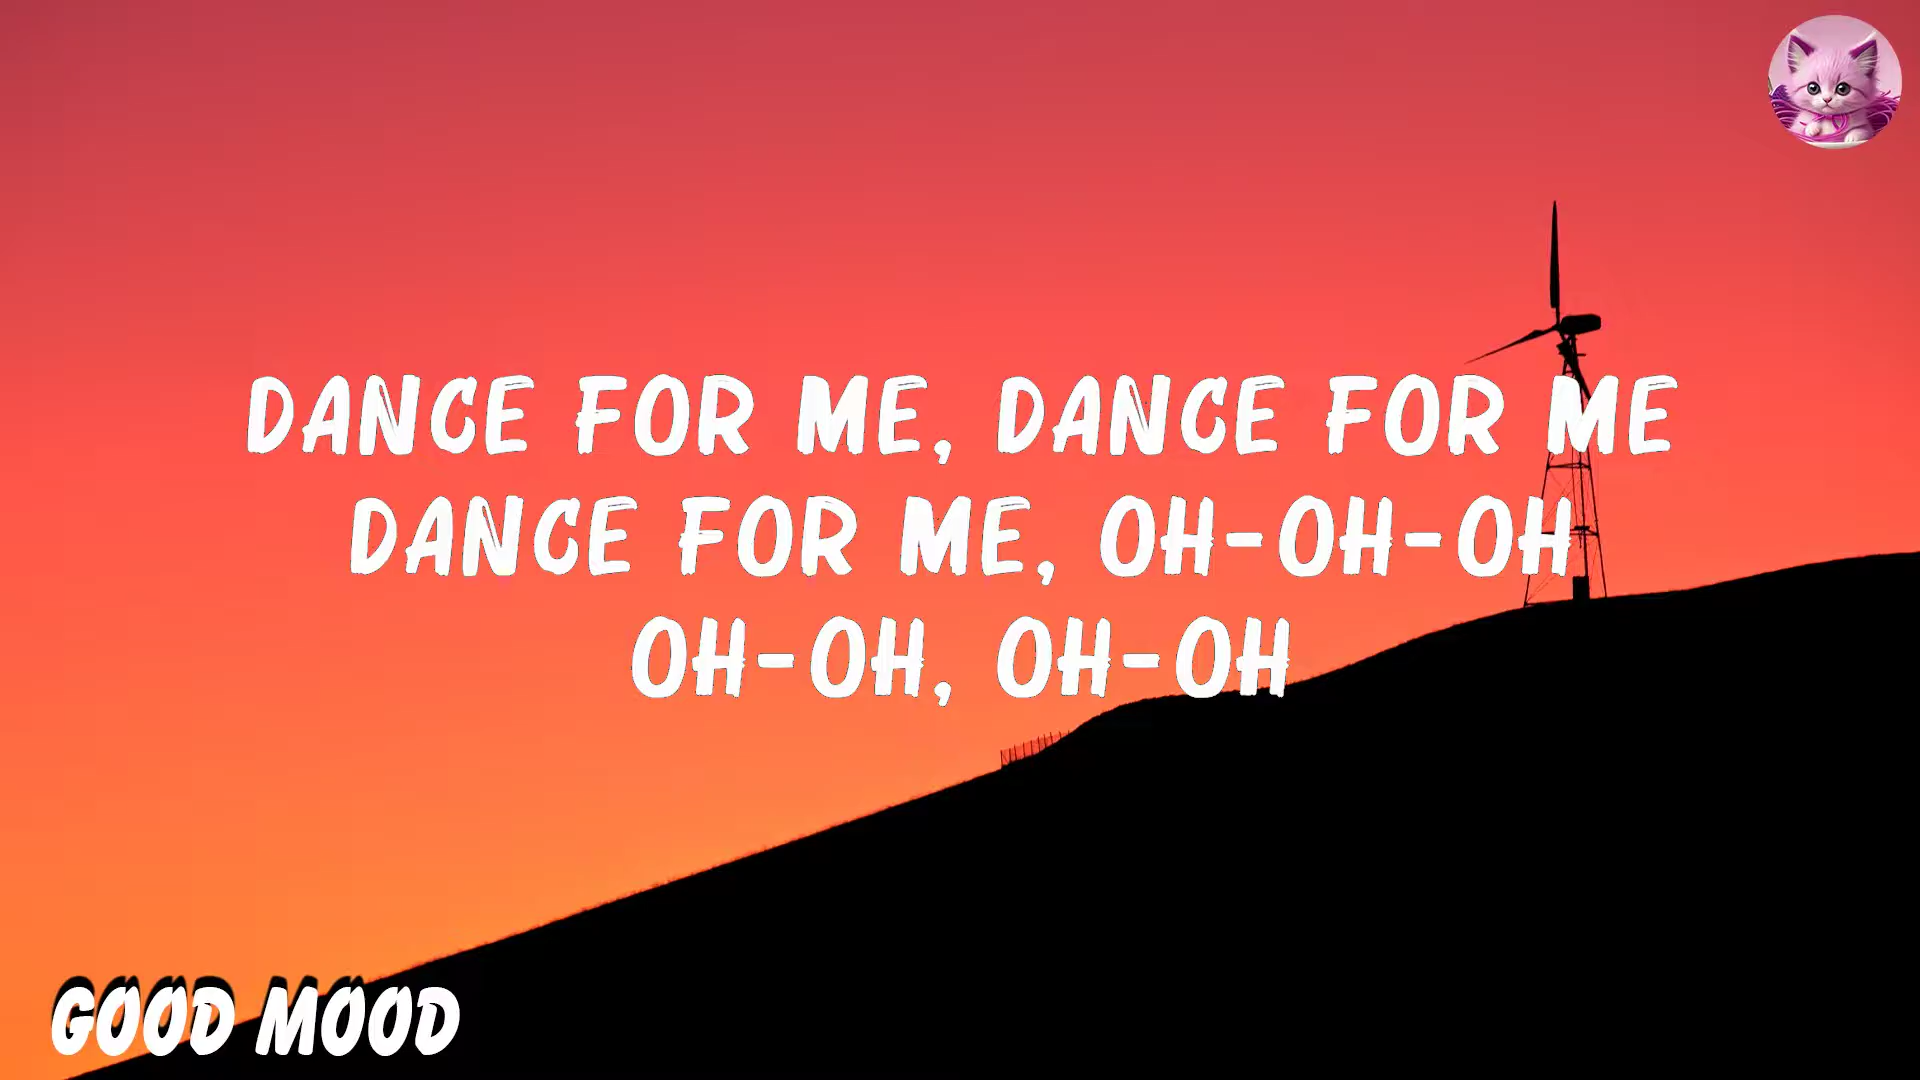 DANCE FOR ME, DANCE FOR ME
DANCE FOR ME, OH-OH-OH
OH-OH, OH-OH
GOOD MOOD